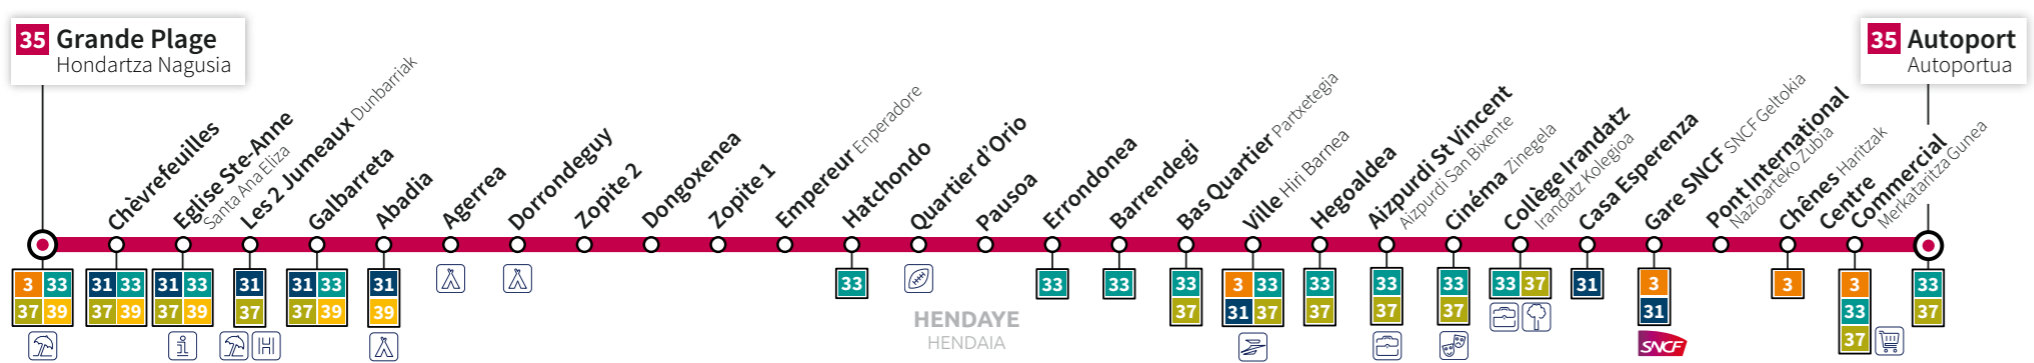 35 Grande Plage
Hondartza Nagusia
35 Autoport
Autoportua
Chèvrefeuilles
Eglise Ste-Anne
Santa Ana Eliza
Les 2 Jumeaux Dunbarriak
Galbarreta
Abadia
Agerrea
Dorrondeguy
Zopite 2
Dongoxenea
Zopite 1
Empereur Enperadore
Hatchondo
Quartier d'Orio
Pausoa
Errondonea
Barrendegi
Bas Quartier Partxetegia
Ville Hiri Barnea
Hegoaldea
Aizpurdi St Vincent
Aizpurdi San Bixente
Cinéma Zinegela
Collège Irandatz
Irandatz Kolegioa
Casa Esperenza
Gare SNCF SNCF Geltokia
Pont International
Nazioarteko Zubia
Chênes Haritzak
Centre
Commercial
Merkataritza Gunea
3 33
37 39
31 33
37 39
31 33
37 39
i
31
37
H
31 33
37 39
31
39
33
33
33
33
37
3 33
31 37
33
37
33
37
33
37
33 37
31
3
31
SNCF
3
3
33
37
33
37
HENDAYE
HENDAIA